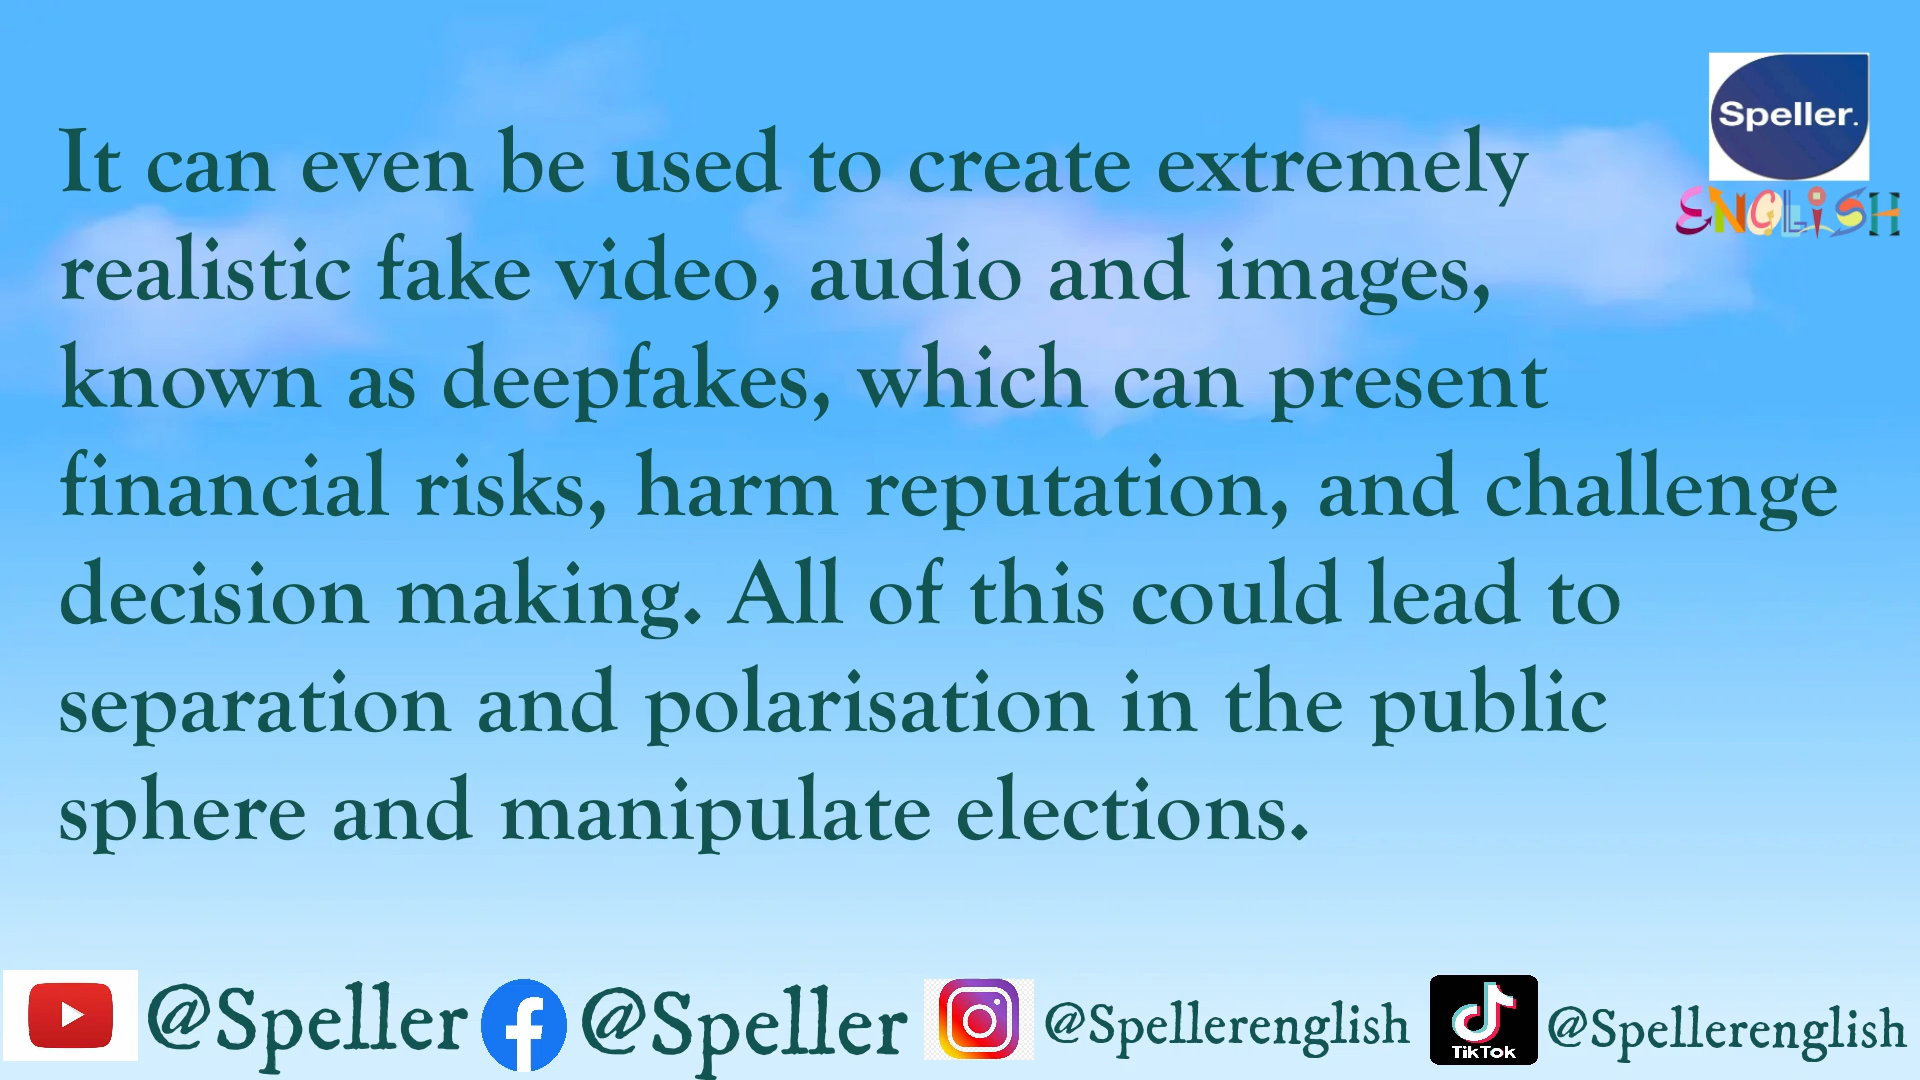 Speller.
ENGLISH
It can even be used to create extremely
realistic fake video, audio and images,
known as deepfakes, which can present
financial risks, harm reputation, and challenge
decision making. All of this could lead to
separation and polarisation in the public
sphere and manipulate elections.
@Speller @Speller @Spellerenglish TikTok @Spellerenglish